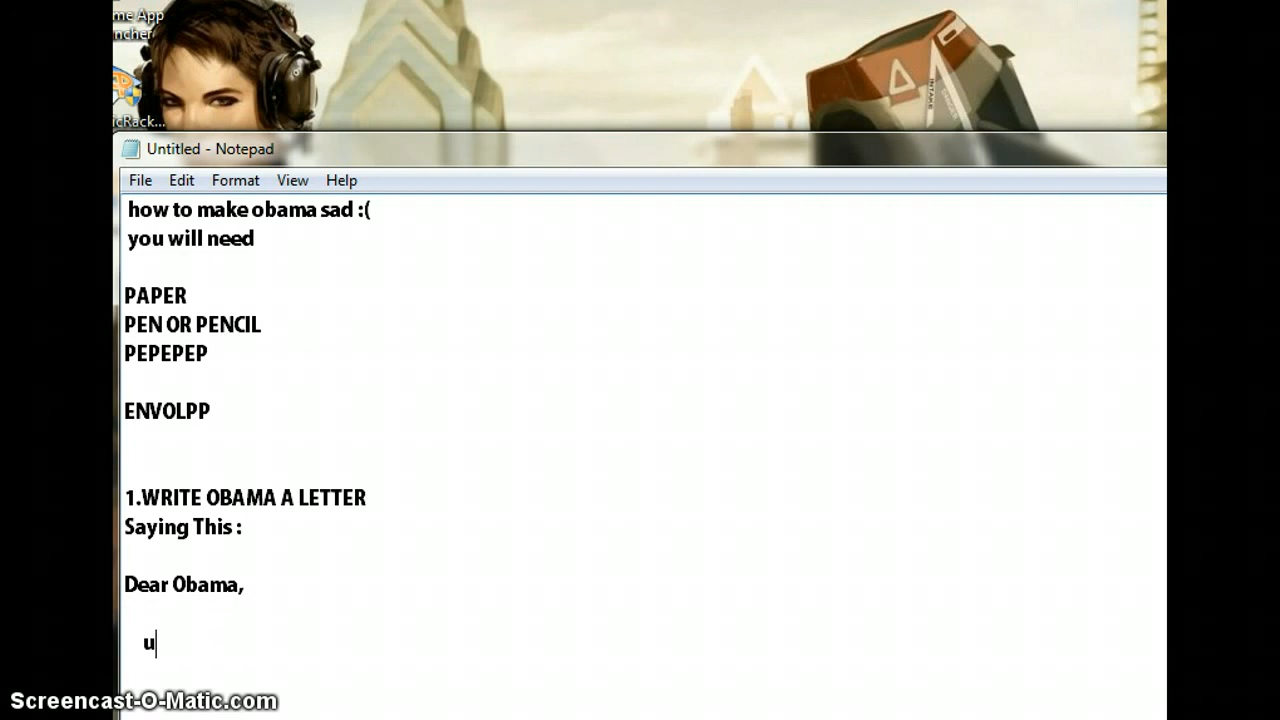 me App
ncher
icRack...
Untitled - Notepad
File Edit Format View Help
how to make obama sad :(
you will need
PAPER
PEN OR PENCIL
PEPEPEP
ENVOLPP
1.WRITE OBAMA A LETTER
Saying This :
Dear Obama,
u
Screencast-O-Matic.com